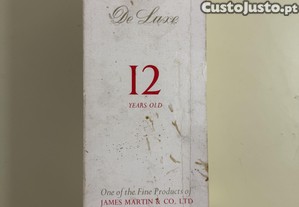 CustoJusto.pt
De Luxe
12
YEARS OLD
One of the Fine Products of
JAMES MARTIN & CO. LTD